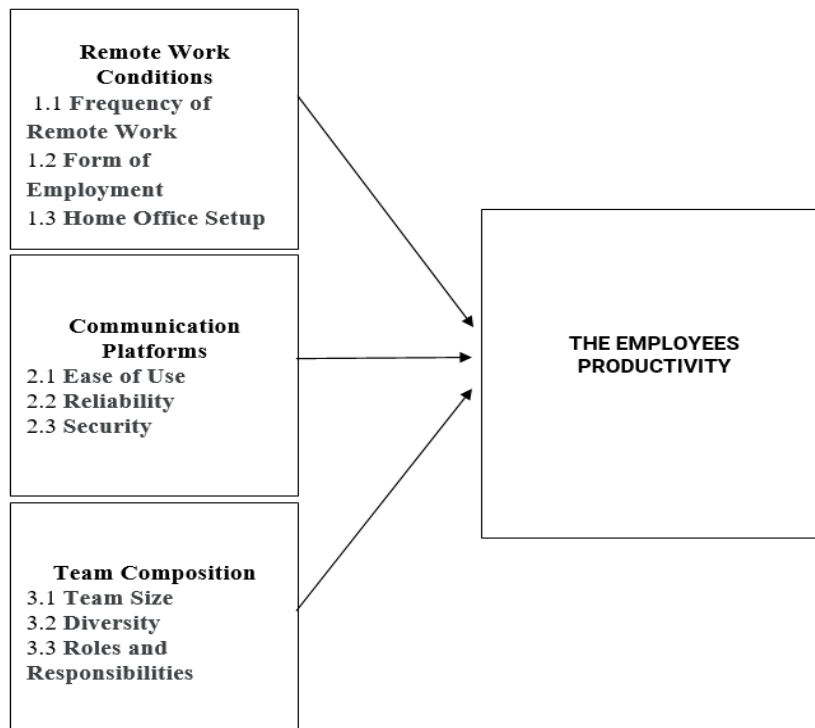 Remote Work
Conditions
1.1 Frequency of
Remote Work
1.2 Form of
Employment
1.3 Home Office Setup
Communication
Platforms
2.1 Ease of Use
2.2 Reliability
2.3 Security
Team Composition
3.1 Team Size
3.2 Diversity
3.3 Roles and
Responsibilities
THE EMPLOYEES
PRODUCTIVITY